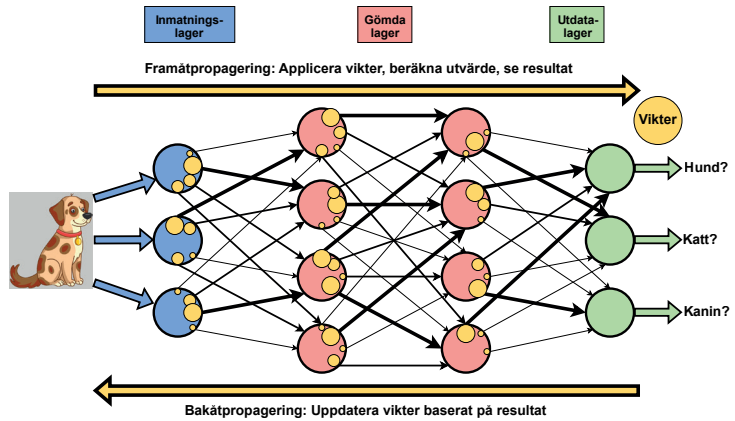 Inmatnings-
lager
Gömda
lager
Utdata-
lager
Framåtpropagering: Applicera vikter, beräkna utvärde, se resultat
Vikter
Hund?
Katt?
Kanin?
Bakåtpropagering: Uppdatera vikter baserat på resultat